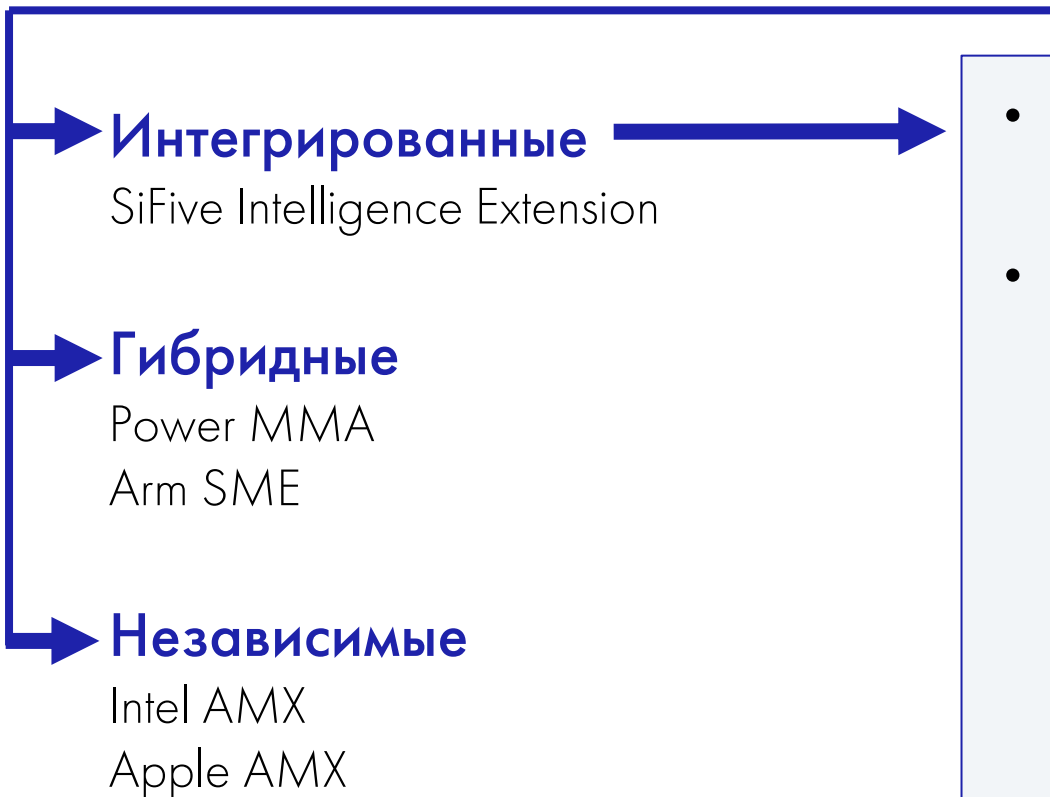 Интегрированные
SiFive Intelligence Extension
Гибридные
Power MMA
Arm SME
Независимые
Intel AMX
Apple AMX